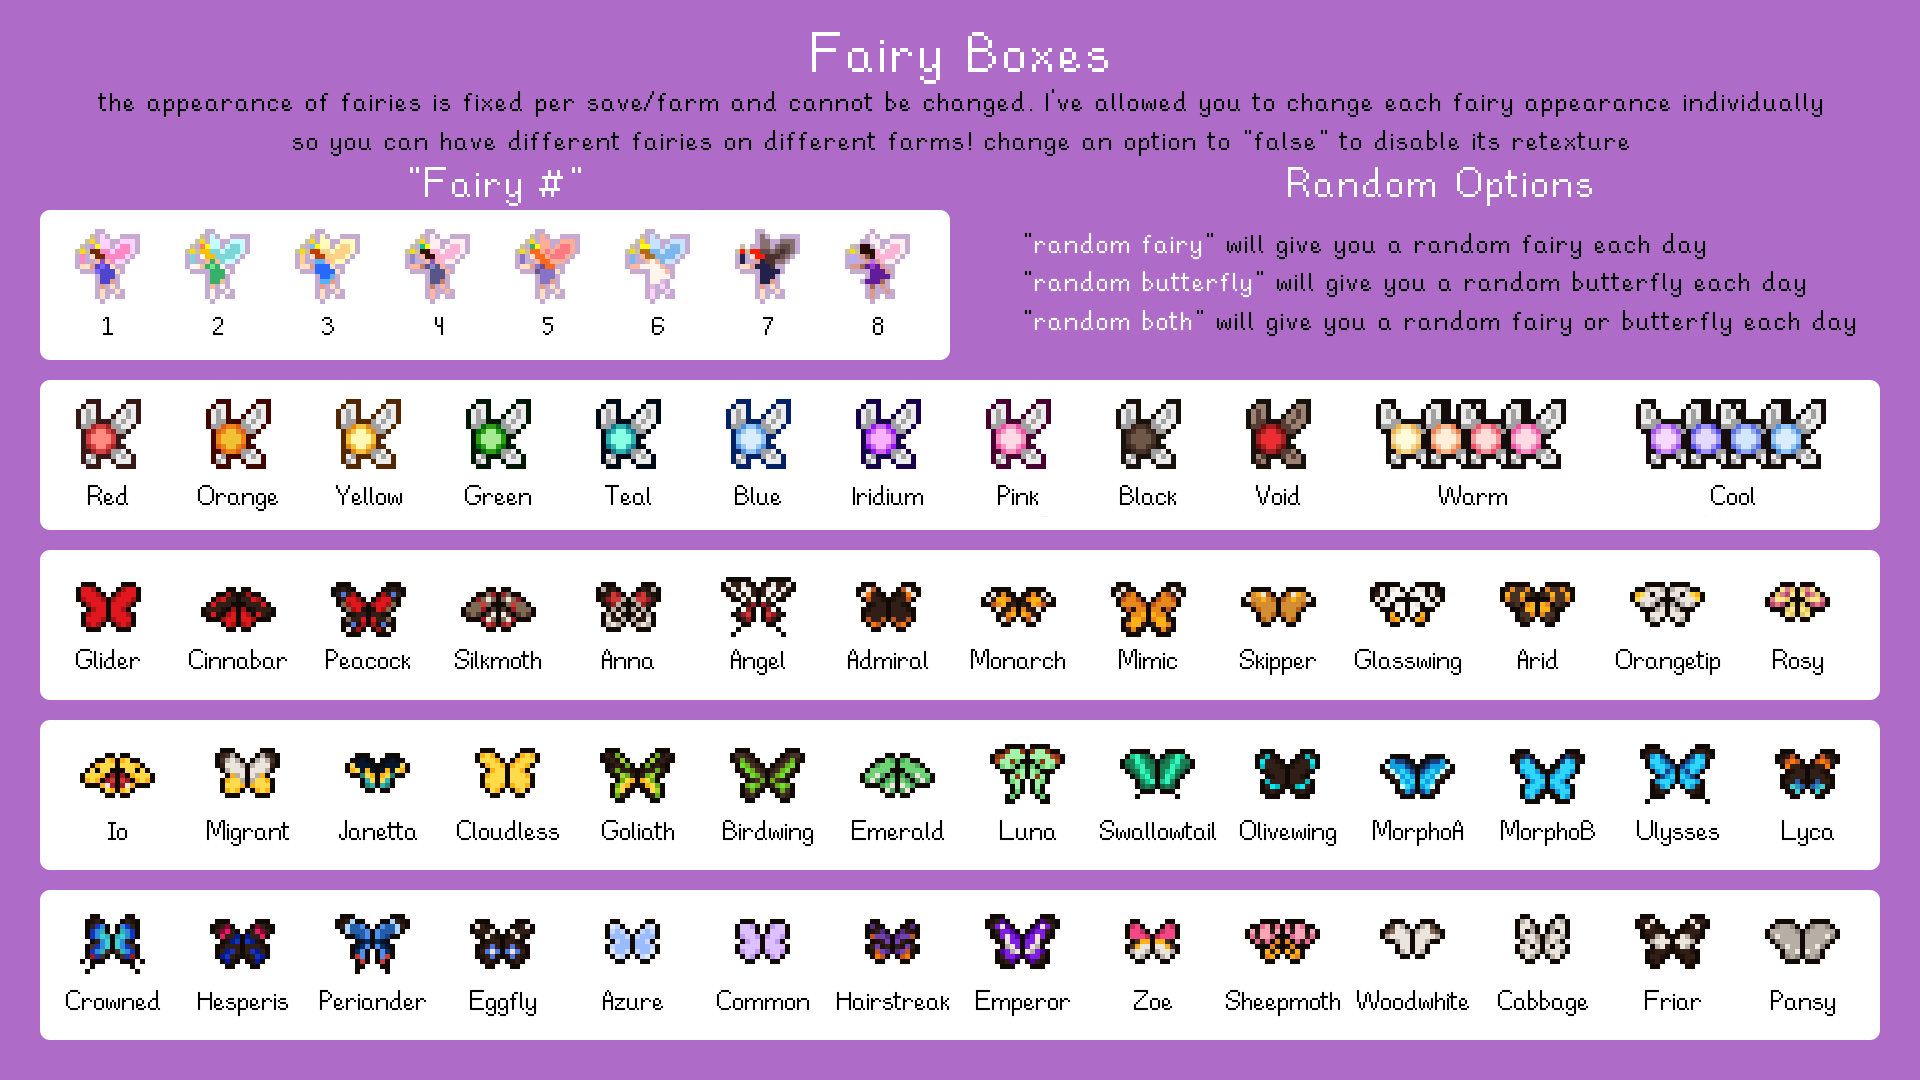 Fairy Boxes
the appearance of fairies is fixed per save/farm and cannot be changed. I've allowed you to change each fairy appearance individually
so you can have different fairies on different farms! change an option to "false" to disable its retexture
"Fairy #"
1 2 3 4 5 6 7 8
Random Options
"random fairy" will give you a random fairy each day
"random butterfly" will give you a random butterfly each day
"random both" will give you a random fairy or butterfly each day
Red Orange Yellow Green Teal Blue Iridium Pink Black Void Warm Cool
Glider Cinnabar Peacock Silkmoth Anna Angel Admiral Monarch Mimic Skipper Glasswing Arid Orangetip Rosy
Io Migrant Janetta Cloudless Goliath Birdwing Emerald Luna Swallowtail Olivewing MorphoA MorphoB Ulysses Lyca
Crowned Hesperis Periander Eggfly Azure Common Hairstreak Emperor Zoe Sheepmoth Woodwhite Cabbage Friar Pansy